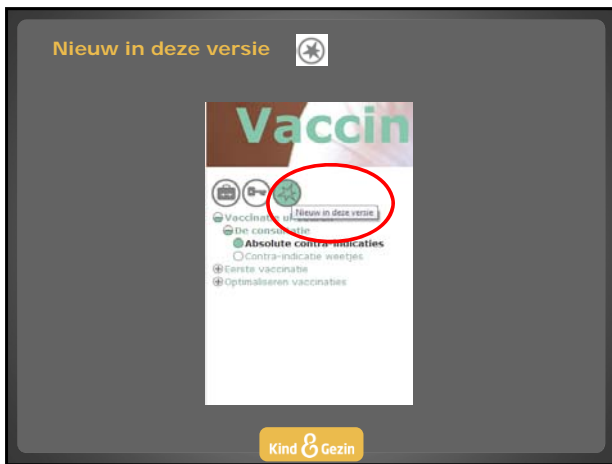 Nieuw in deze versie
Vaccin
Nieuw in deze versie
Vaccinatie
De consultatie
Absolute contra-indicaties
Contra-indicatie weetjes
Eerste vaccinatie
Optimaliseren vaccinaties
Kind & Gezin